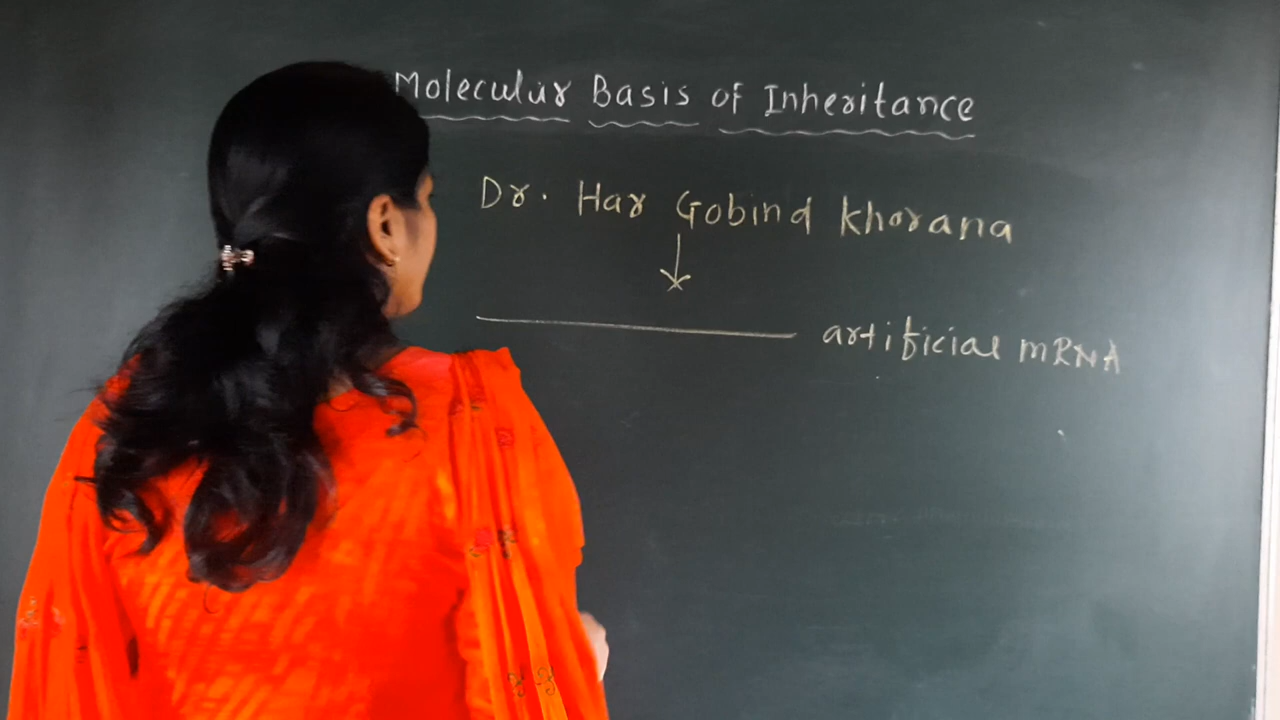 Molecular Basis of Inheritance
Dr. Har Gobind Khorana
artificial mRNA